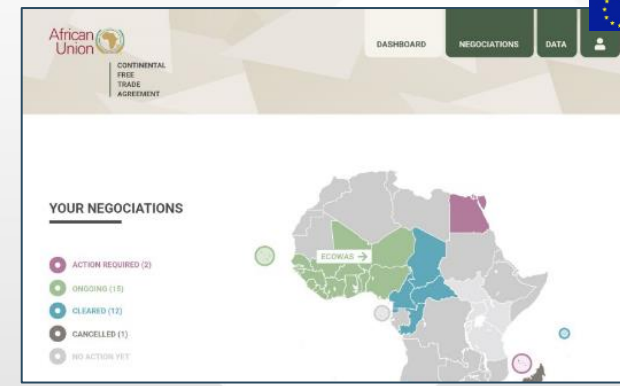 African
Union
CONTINENTAL
FREE
TRADE
AGREEMENT
DASHBOARD
NEGOCIATIONS
DATA
YOUR NEGOCIATIONS
ACTION REQUIRED (2)
ONGOING (15)
CLEARED (12)
CANCELLED (1)
NO ACTION YET
ECOWAS →